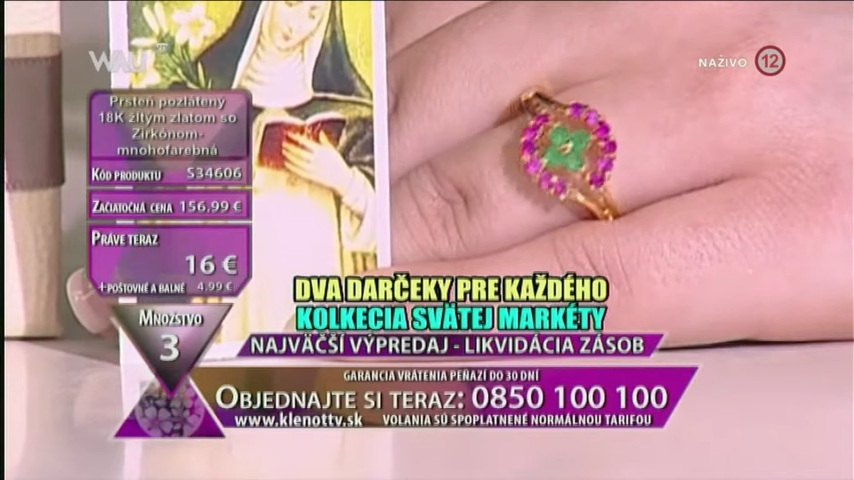 WAU
NAŽIVO 12
Prsteň pozlátený
18K žltým zlatom so
Zirkónom-
mnohofarebná
KÓD PRODUKTU S34606
ZAČIATOČNÁ CENA 156.99 €
PRÁVE TERAZ
16 €
+POŠTOVNÉ A BALNÉ 4.99 €
MNOŽSTVO
3
DVA DARČEKY PRE KAŽDÉHO
KOLKECIA SVÄTEJ MARKÉTY
NAJVÄČŠÍ VÝPREDAJ - LIKVIDÁCIA ZÁSOB
GARANCIA VRÁTENIA PEŇAZÍ DO 30 DNÍ
OBJEDNAJTE SI TERAZ: 0850 100 100
www.klenottv.sk VOLANIA SÚ SPOPLATNENÉ NORMÁLNOU TARIFOU